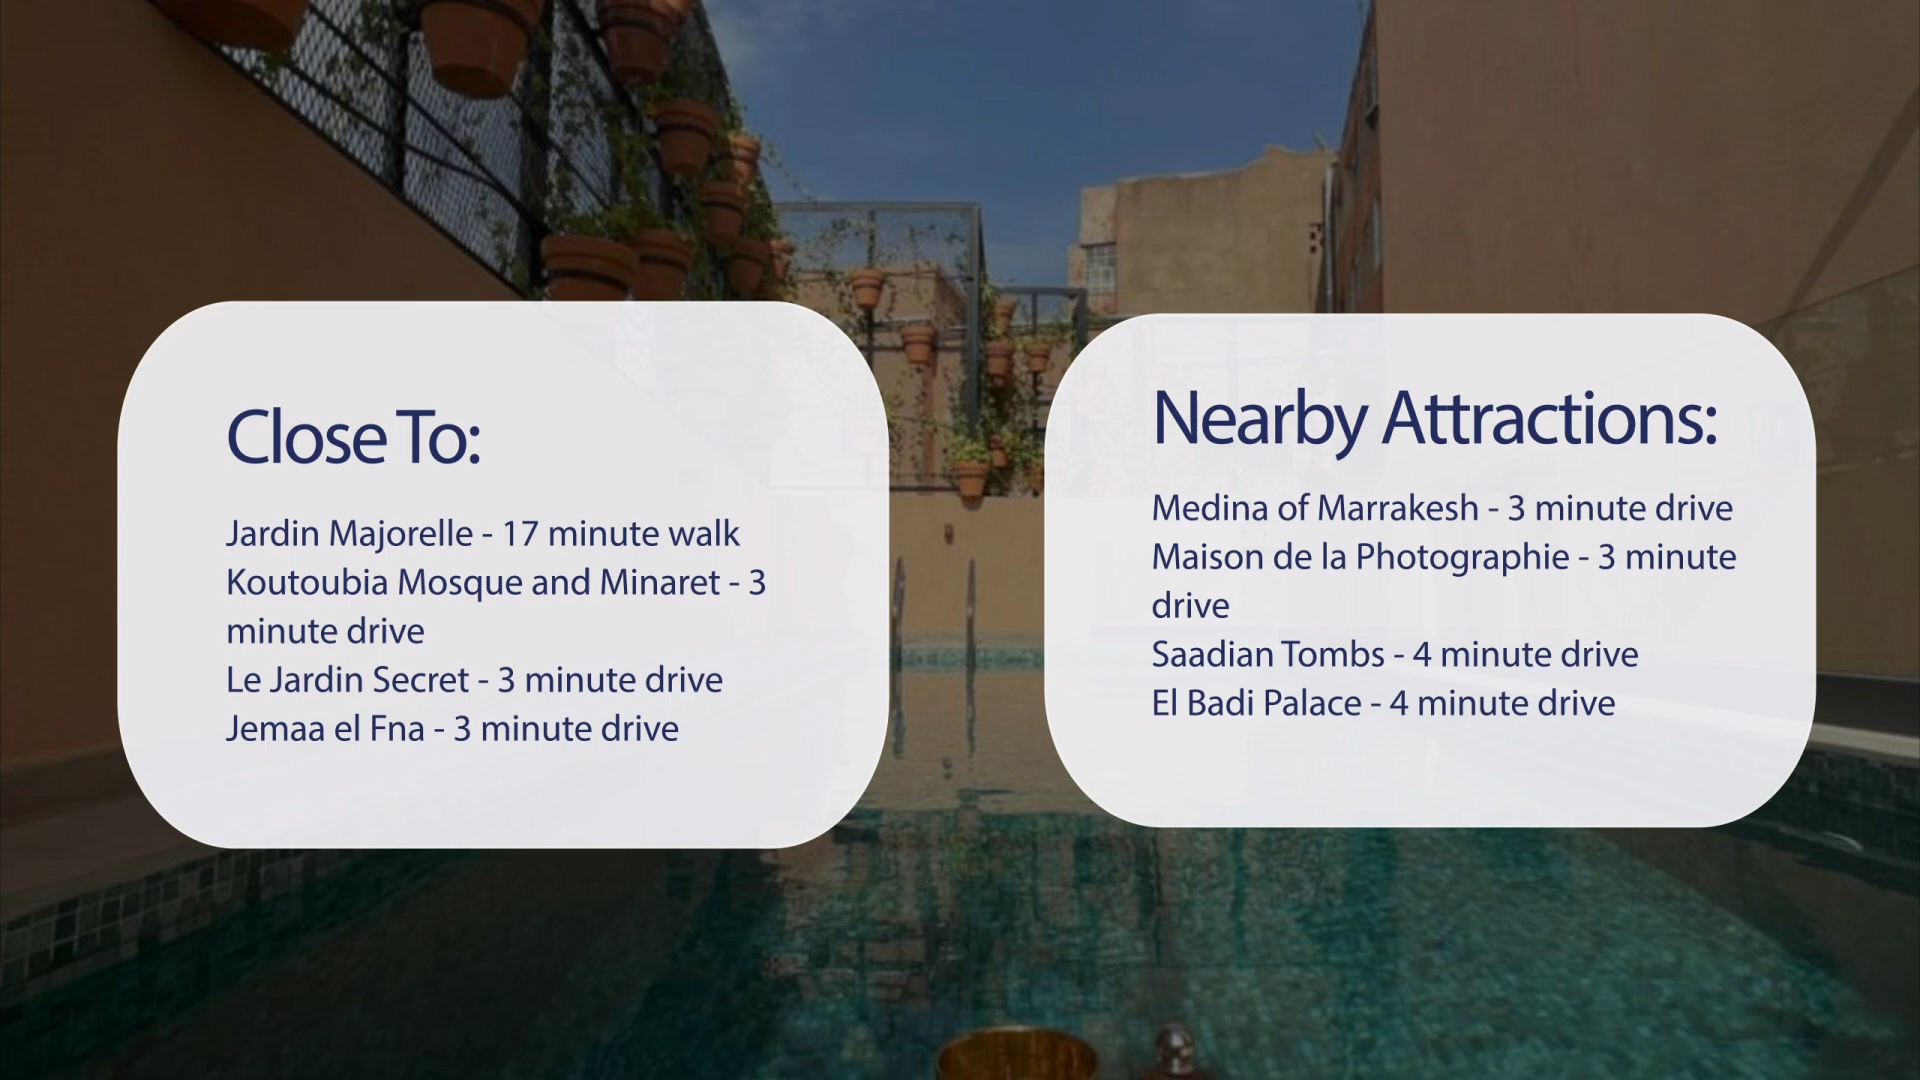 Close To:
Jardin Majorelle - 17 minute walk
Koutoubia Mosque and Minaret - 3
minute drive
Le Jardin Secret - 3 minute drive
Jemaa el Fna - 3 minute drive
Nearby Attractions:
Medina of Marrakesh - 3 minute drive
Maison de la Photographie - 3 minute
drive
Saadian Tombs - 4 minute drive
El Badi Palace - 4 minute drive